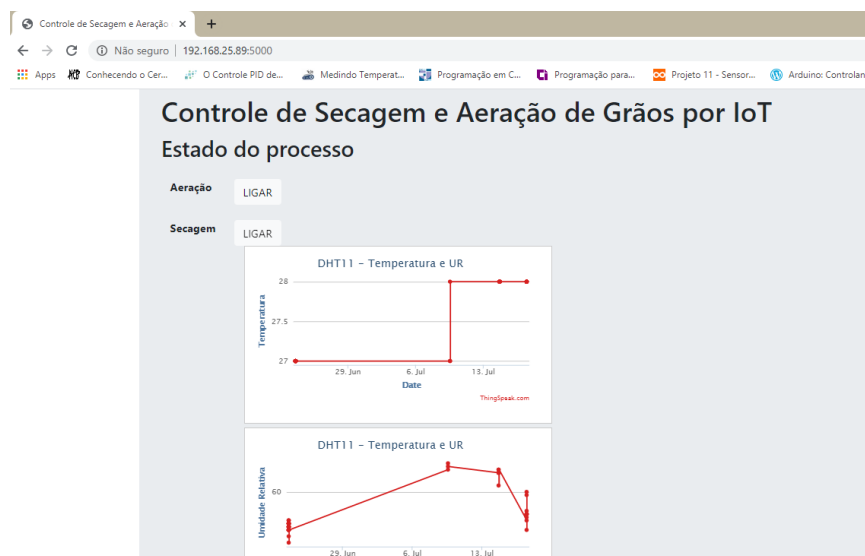 Controle de Secagem e Aeração
Não seguro | 192.168.25.89:5000
Apps Conhecendo o Cer... O Controle PID de... Medindo Temperat... Programação em C... Programação para... Projeto 11 - Sensor... Arduino: Controlan
Controle de Secagem e Aeração de Grãos por IoT
Estado do processo
Aeração LIGAR
Secagem LIGAR
DHT11 - Temperatura e UR
Temperatura
28
27.5
27
29. Jun 6. Jul 13. Jul
Date
ThingSpeak.com
DHT11 - Temperatura e UR
Umidade Relativa
60
29. Jun 6. Jul 13. Jul